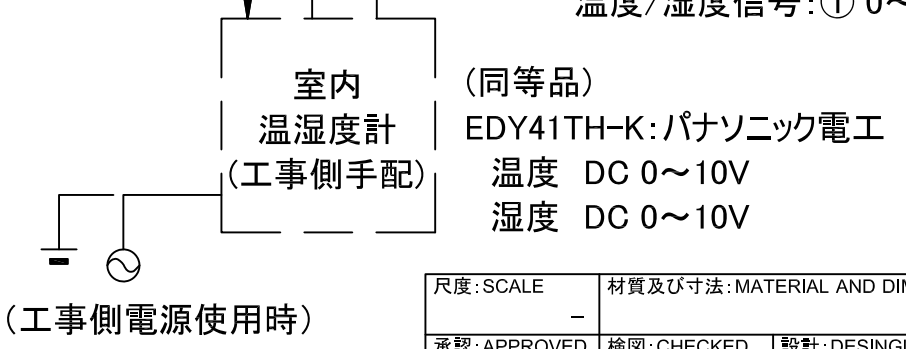 温度/湿度信号:① 0～
室内
温湿度計
(工事側手配)
(同等品)
EDY41TH-K:パナソニック電工
温度 DC 0～10V
湿度 DC 0～10V
(工事側電源使用時)
尺度:SCALE
–
材質及び寸法:MATERIAL AND DIM
承認:APPROVED
検図:CHECKED
設計:DESINGE